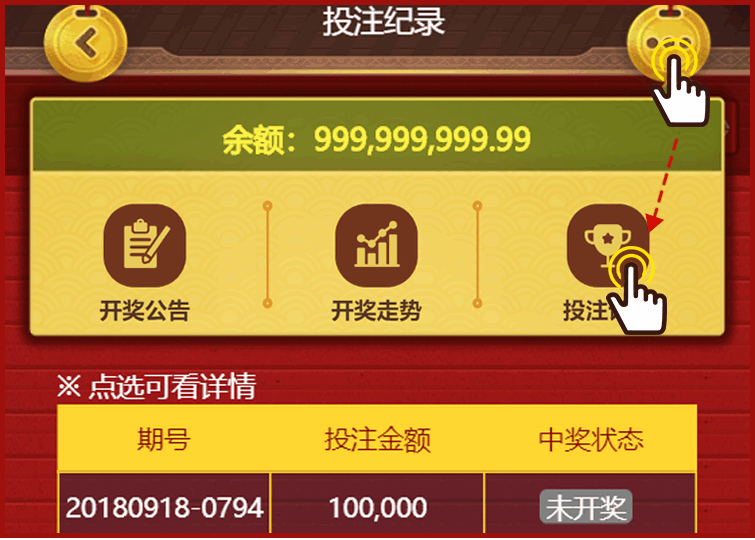 投注纪录
余额：999,999,999.99
开奖公告 开奖走势 投注
※ 点选可看详情
期号 投注金额 中奖状态
20180918-0794 100,000 未开奖